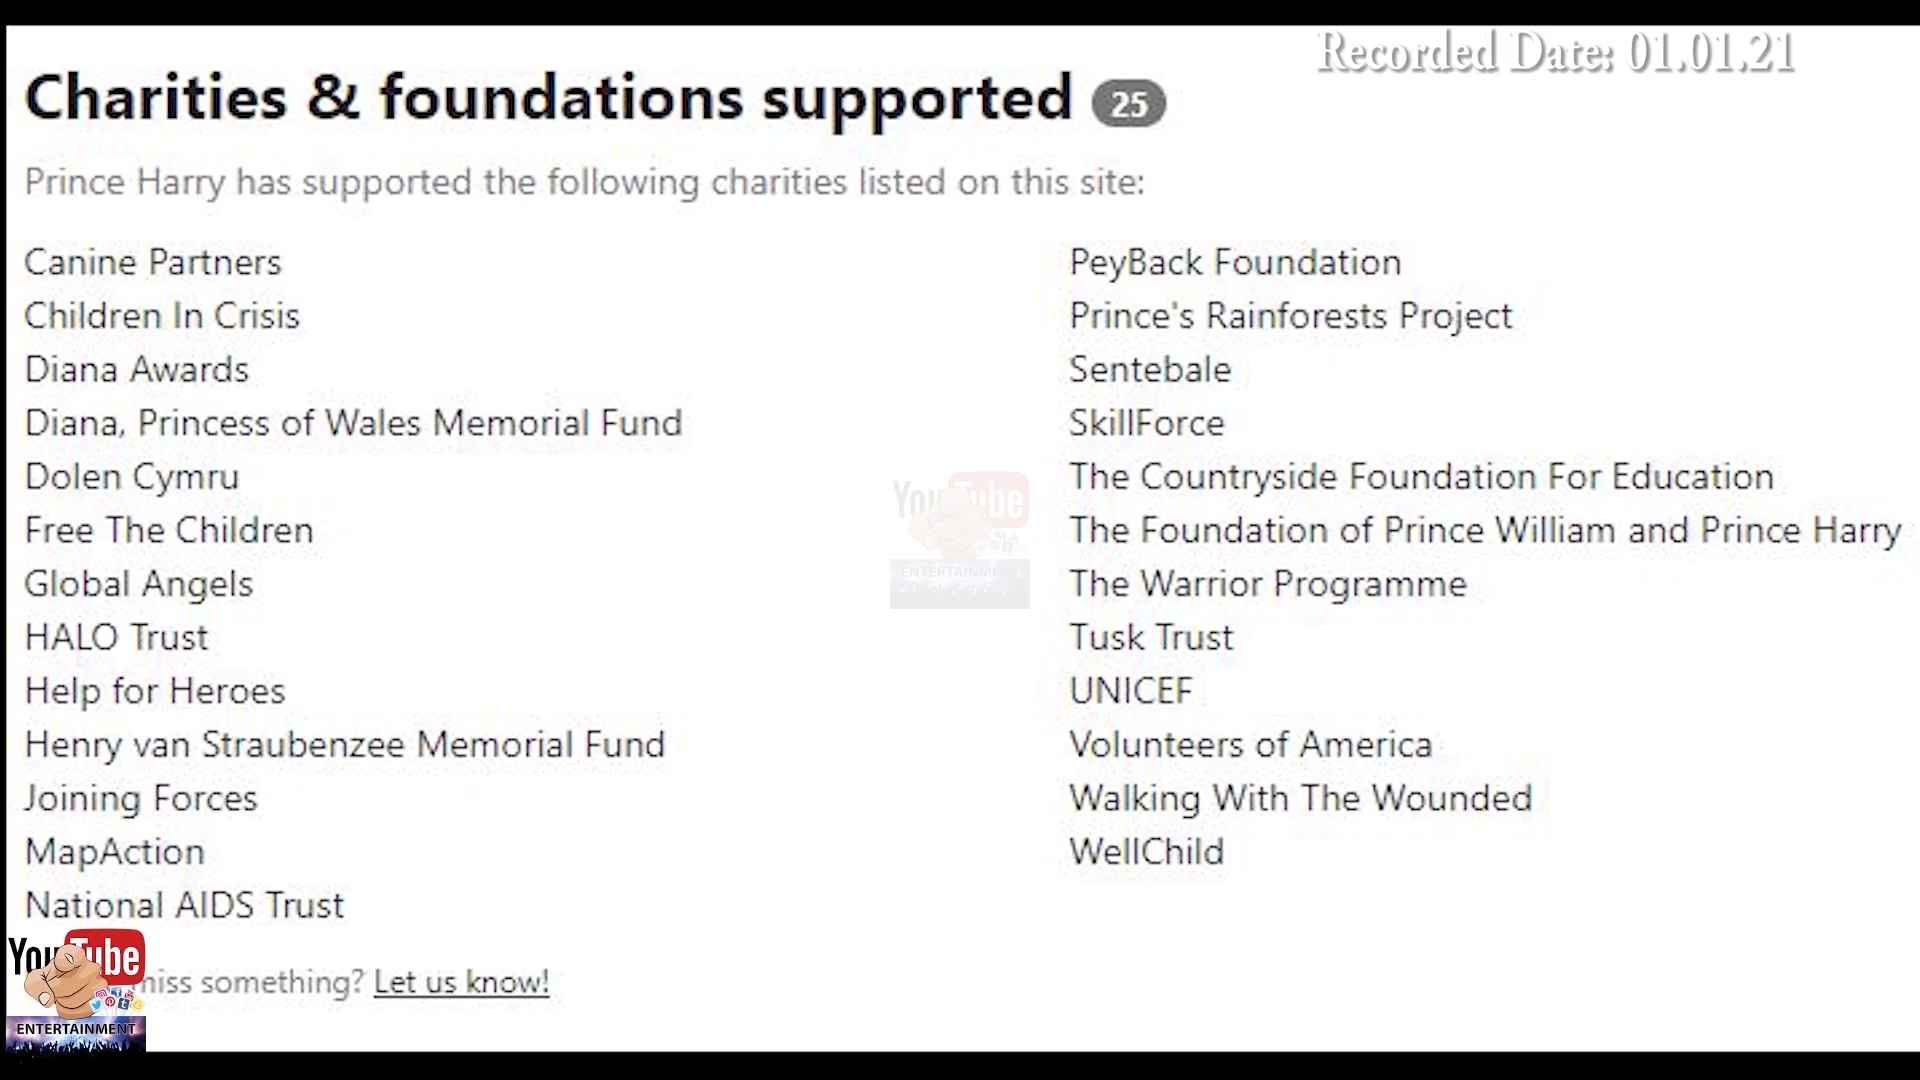 Recorded Date: 01.01.21
Charities & foundations supported 25
Prince Harry has supported the following charities listed on this site:
Canine Partners
Children In Crisis
Diana Awards
Diana, Princess of Wales Memorial Fund
Dolen Cymru
Free The Children
Global Angels
HALO Trust
Help for Heroes
Henry van Straubenzee Memorial Fund
Joining Forces
MapAction
National AIDS Trust
PeyBack Foundation
Prince's Rainforests Project
Sentebale
SkillForce
The Countryside Foundation For Education
The Foundation of Prince William and Prince Harry
The Warrior Programme
Tusk Trust
UNICEF
Volunteers of America
Walking With The Wounded
WellChild
YouTube
ENTERTAINMENT
something? Let us know!
YouTube
ENTERTAINMENT